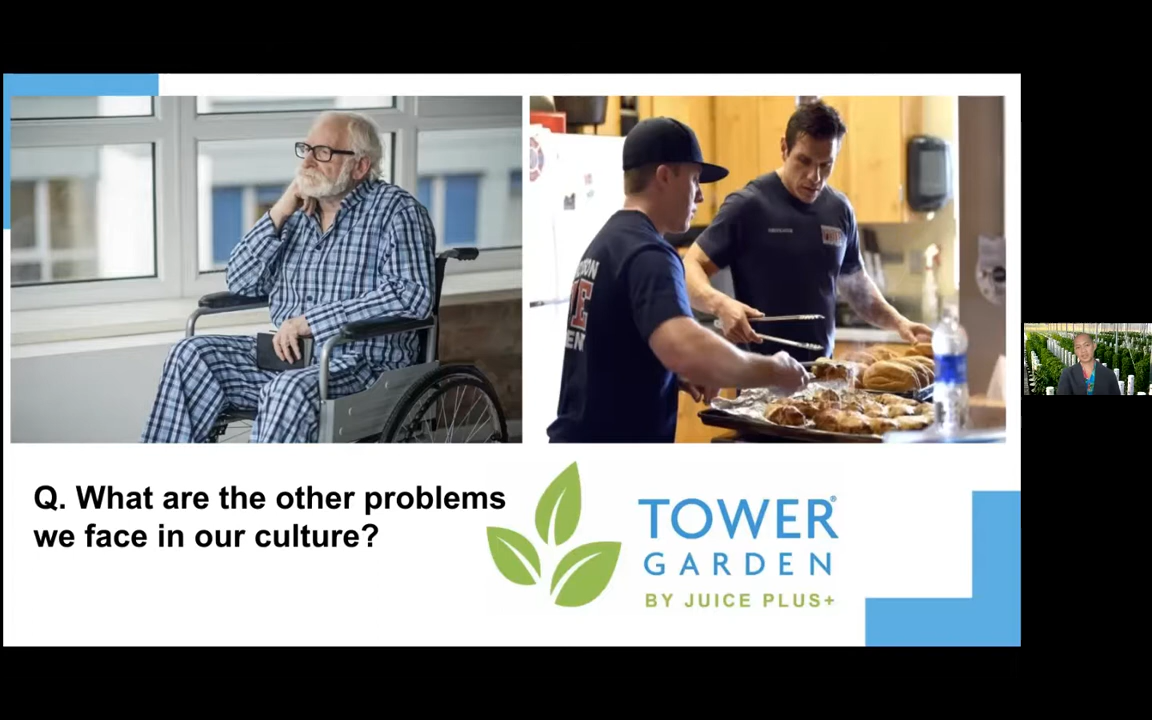 Q. What are the other problems
we face in our culture?
TOWER®
GARDEN
BY JUICE PLUS+